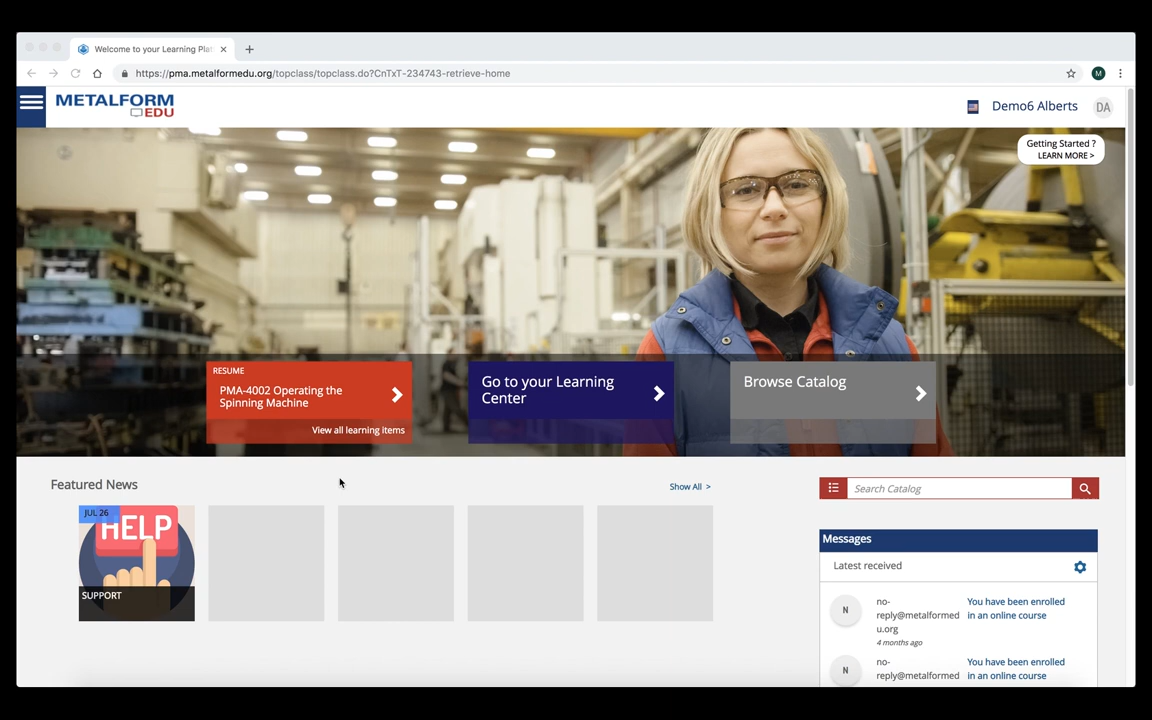 Welcome to your Learning Plat
https://pma.metalformedu.org/topclass/topclass.do?CnTxT-234743-retrieve-home
M
METALFORM
EDU
Demo6 Alberts
DA
Getting Started ?
LEARN MORE >
RESUME
PMA-4002 Operating the
Spinning Machine
View all learning items
Go to your Learning
Center
Browse Catalog
Featured News
Show All >
Search Catalog
JUL 26
HELP
SUPPORT
Messages
Latest received
N
no-
reply@metalformed
u.org
4 months ago
You have been enrolled
in an online course
N
no-
reply@metalformed
You have been enrolled
in an online course